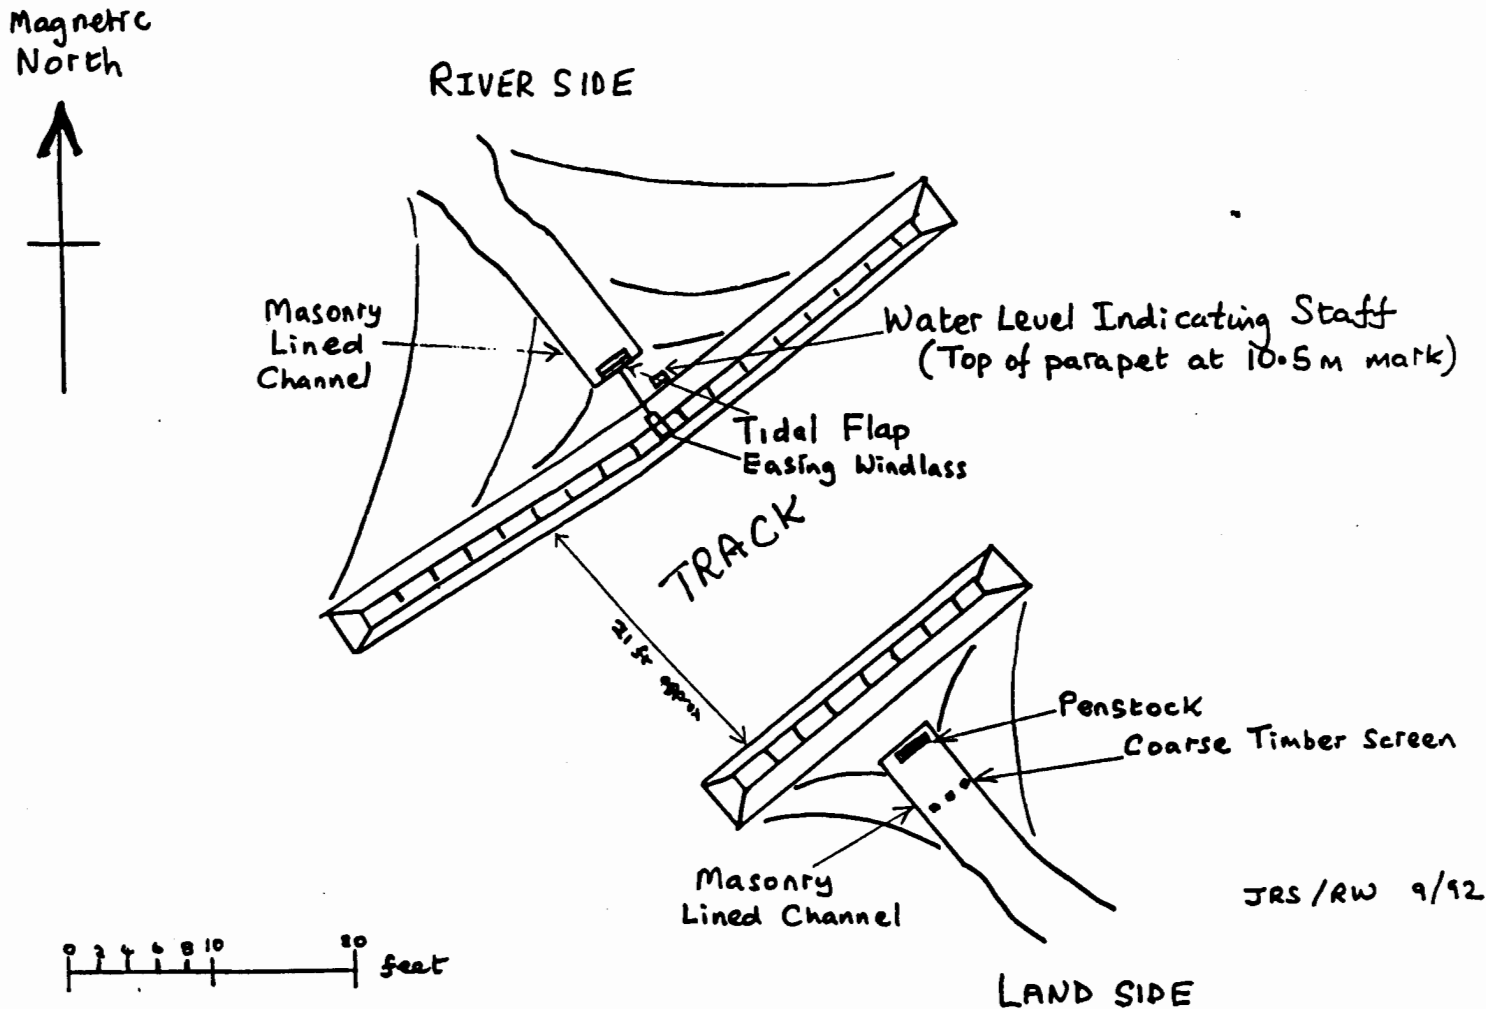 Magnetic
North
RIVER SIDE
Masonry
Lined
Channel
Water Level Indicating Staff
(Top of parapet at 10.5m mark)
Tidal Flap
Easing Windlass
TRACK
21 ft approx
Penstock
Coarse Timber Screen
Masonry
Lined Channel
JRS/RW 9/92
0 2 4 6 8 10 20 feet
LAND SIDE